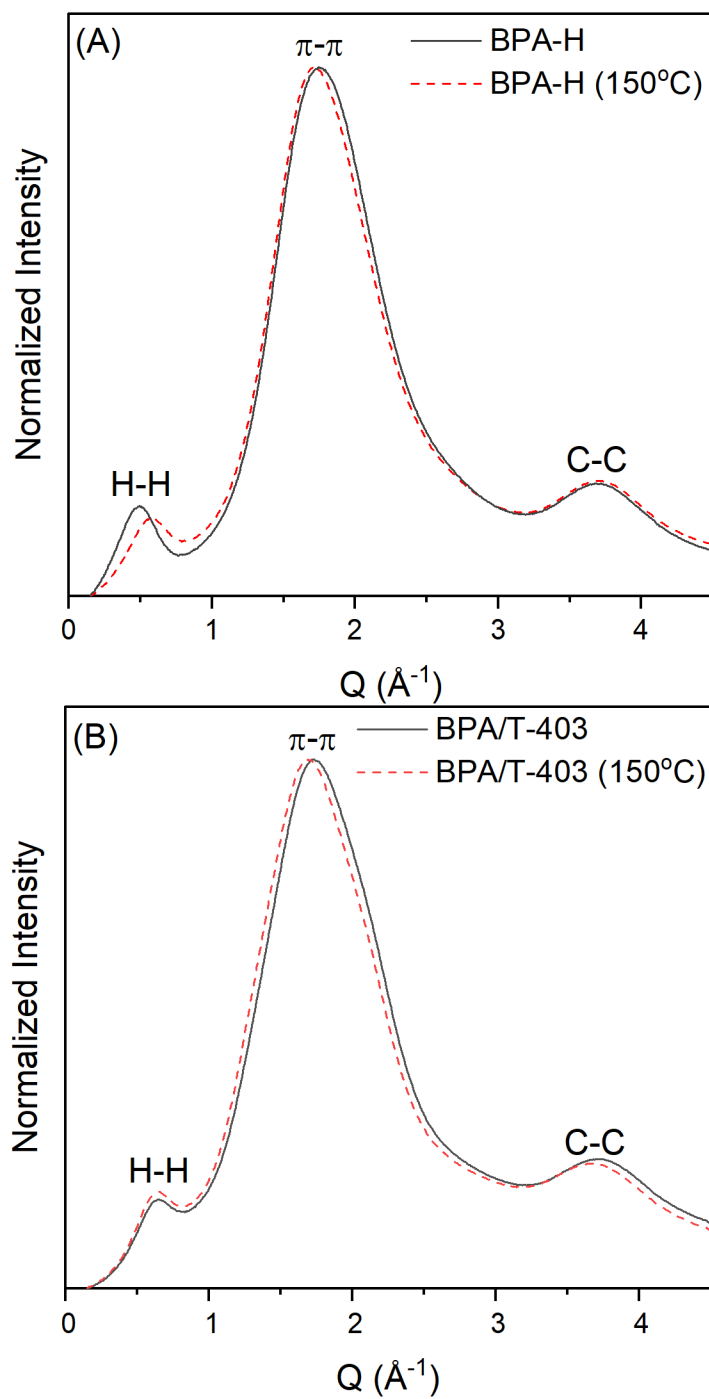 (A)
π-π
BPA-H
BPA-H (150°C)
H-H
C-C
Normalized Intensity
0 1 2 3 4
Q (Å⁻¹)
(B)
π-π
BPA/T-403
BPA/T-403 (150°C)
H-H
C-C
Normalized Intensity
0 1 2 3 4
Q (Å⁻¹)